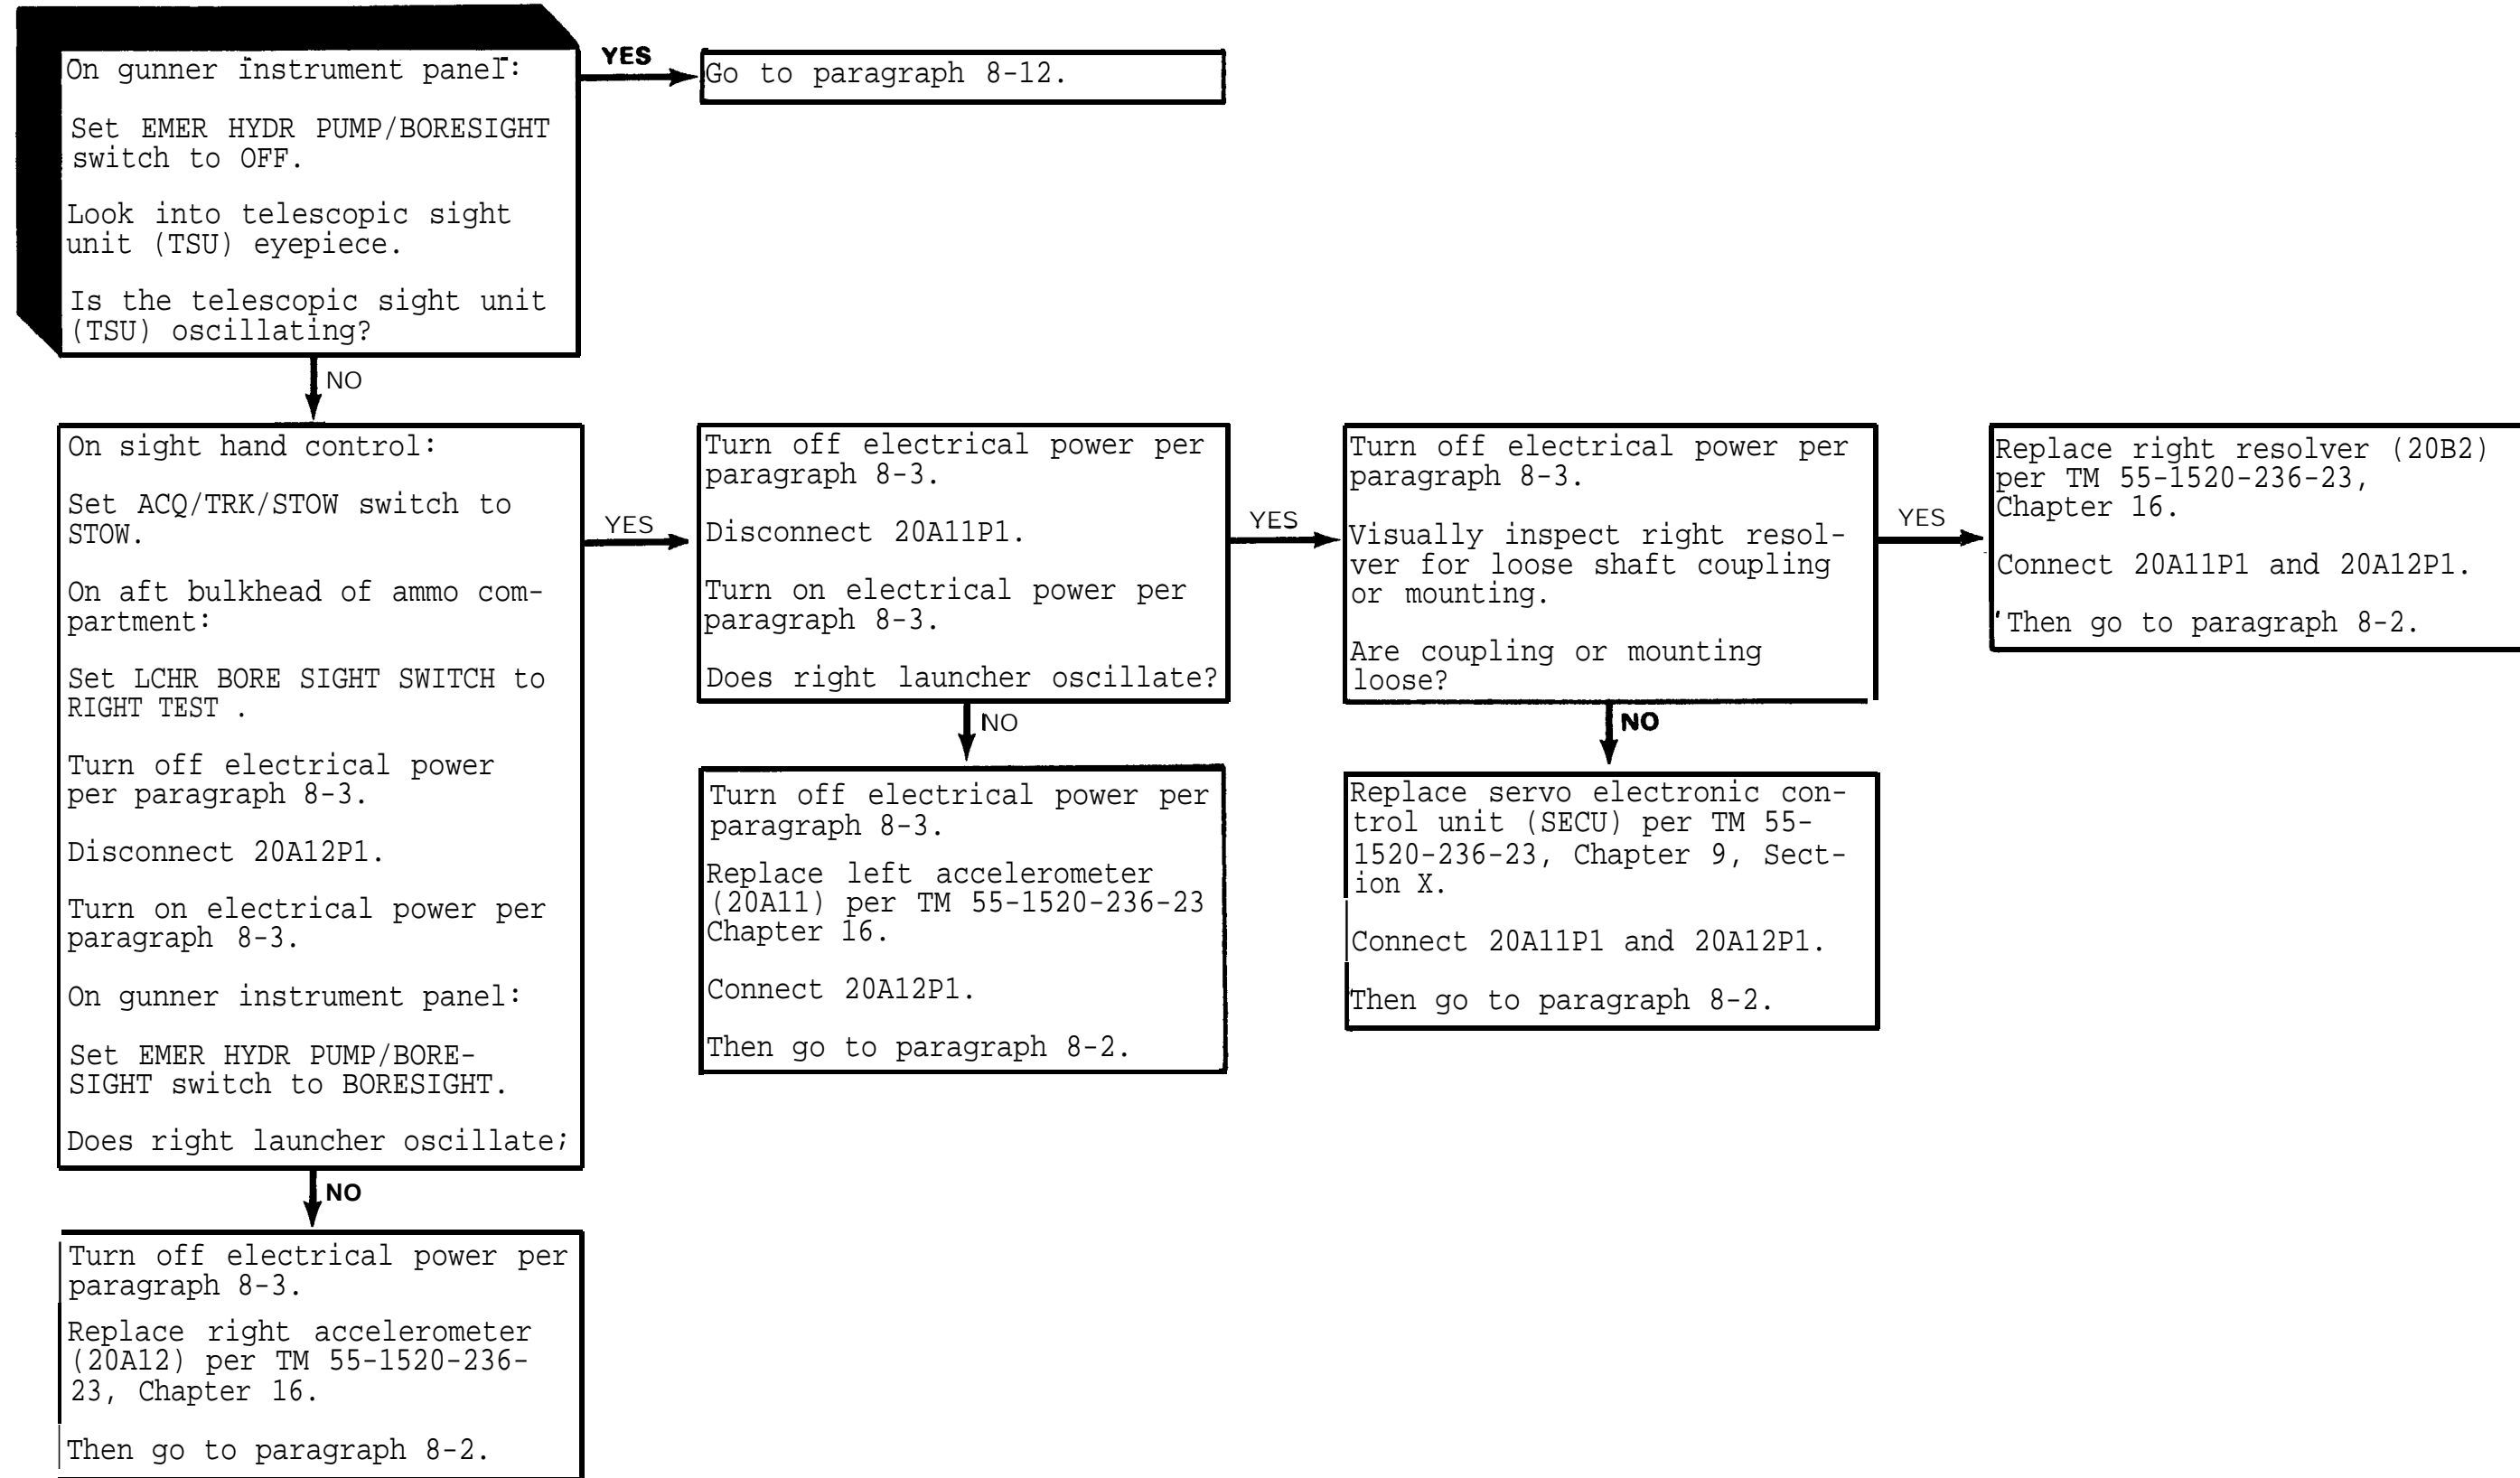 On gunner instrument panel:
Set EMER HYDR PUMP/BORESIGHT
switch to OFF.
Look into telescopic sight
unit (TSU) eyepiece.
Is the telescopic sight unit
(TSU) oscillating?
YES
Go to paragraph 8-12.
NO
On sight hand control:
Set ACQ/TRK/STOW switch to
STOW.
On aft bulkhead of ammo com-
partment:
Set LCHR BORE SIGHT SWITCH to
RIGHT TEST .
Turn off electrical power
per paragraph 8-3.
Disconnect 20A12P1.
Turn on electrical power per
paragraph 8-3.
On gunner instrument panel:
Set EMER HYDR PUMP/BORE-
SIGHT switch to BORESIGHT.
Does right launcher oscillate;
YES
Turn off electrical power per
paragraph 8-3.
Disconnect 20A11P1.
Turn on electrical power per
paragraph 8-3.
Does right launcher oscillate?
YES
Turn off electrical power per
paragraph 8-3.
Visually inspect right resol-
ver for loose shaft coupling
or mounting.
Are coupling or mounting
loose?
YES
Replace right resolver (20B2)
per TM 55-1520-236-23,
Chapter 16.
Connect 20A11P1 and 20A12P1.
Then go to paragraph 8-2.
NO
Turn off electrical power per
paragraph 8-3.
Replace left accelerometer
(20A11) per TM 55-1520-236-23
Chapter 16.
Connect 20A12P1.
Then go to paragraph 8-2.
NO
Replace servo electronic con-
trol unit (SECU) per TM 55-
1520-236-23, Chapter 9, Sect-
ion X.
Connect 20A11P1 and 20A12P1.
Then go to paragraph 8-2.
NO
Turn off electrical power per
paragraph 8-3.
Replace right accelerometer
(20A12) per TM 55-1520-236-
23, Chapter 16.
Then go to paragraph 8-2.